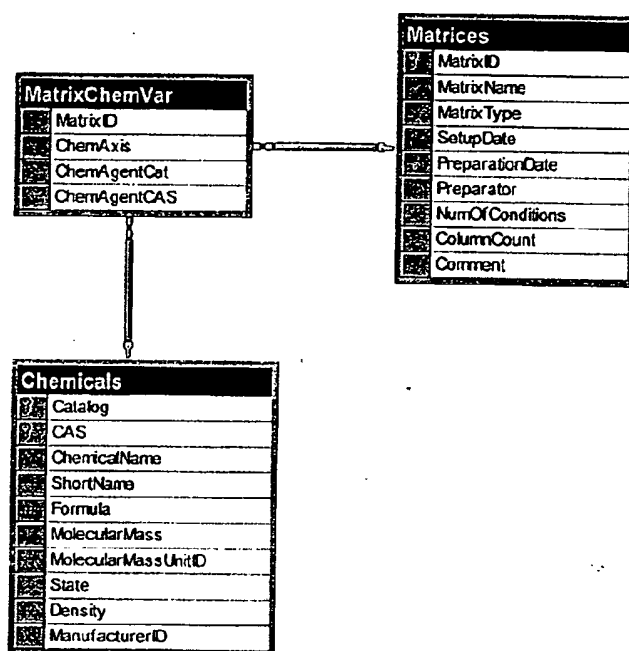 Matrices
MatrixID
MatrixName
MatrixType
SetupDate
PreparationDate
Preparator
NumOfConditions
ColumnCount
Comment
MatrixChemVar
MatrixID
ChemAxis
ChemAgentCat
ChemAgentCAS
Chemicals
Catalog
CAS
ChemicalName
ShortName
Formula
MolecularMass
MolecularMassUnitID
State
Density
ManufacturerID